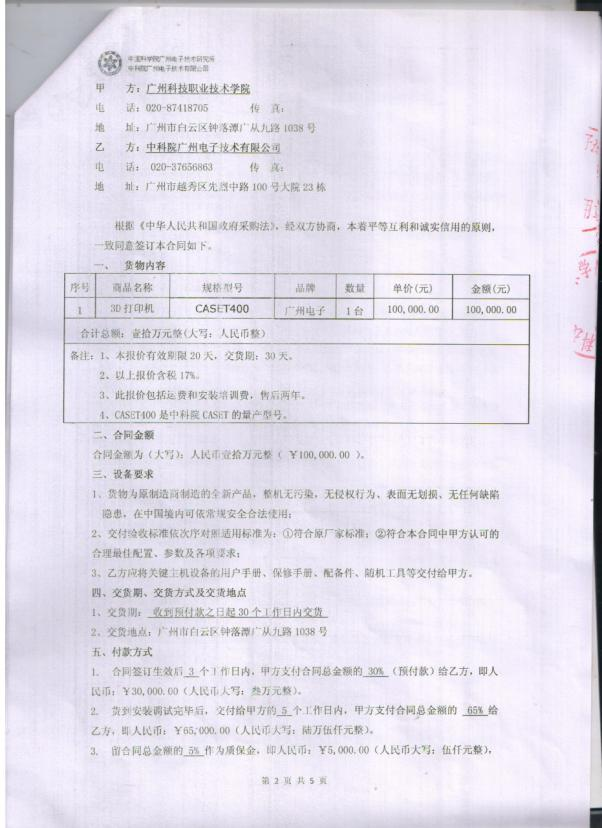 中国科学院广州电子技术研究所
中科院广州电子技术有限公司
甲 方：广州科技职业技术学院
电 话：020-87418705 传 真：
地 址：广州市白云区钟落潭广从九路 1038 号
乙 方：中科院广州电子技术有限公司
电 话：020-37656863 传 真：
地 址：广州市越秀区先烈中路 100 号大院 23 栋
根据《中华人民共和国政府采购法》，经双方协商，本着平等互利和诚实信用的原则，
一致同意签订本合同如下。
一、 货物内容
序号 商品名称 规格型号 品牌 数量 单价(元) 金额(元)
1 3D 打印机 CASET400 广州电子 1 台 100,000.00 100,000.00
合计总额：壹拾万元整(大写：人民币整)
备注：1、本报价有效期限 20 天，交货期：30 天。
2、以上报价含税 17%。
3、此报价包括运费和安装培训费，售后两年。
4、CASET400 是中科院 CASET 的量产型号。
二、合同金额
合同金额为（大写）：人民币壹拾万元整（ ￥100,000.00 ）。
三、设备要求
1、货物为原制造商制造的全新产品，整机无污染，无侵权行为、表面无划损、无任何缺陷
隐患，在中国境内可依常规安全合法使用；
2、交付验收标准依次序对照适用标准为：①符合原厂家标准；②符合本合同中甲方认可的
合理最佳配置、参数及各项要求；
3、乙方应将关键主机设备的用户手册、保修手册、配备件、随机工具等交付给甲方。
四、交货期、交货方式及交货地点
1、交货期： 收到预付款之日起 30 个工作日内交货
2、交货地点：广州市白云区钟落潭广从九路 1038 号
五、付款方式
1. 合同签订生效后 3 个工作日内，甲方支付合同总金额的 30% （预付款）给乙方，即人
民币：￥30,000.00（人民币大写：叁万元整）。
2. 货到安装调试完毕后，交付给甲方的 5 个工作日内，甲方支付合同总金额的 65% 给
乙方，即人民币：￥65,000.00（人民币大写：陆万伍仟元整）。
3. 留合同总金额的 5% 作为质保金，即人民币：￥5,000.00（人民币大写：伍仟元整），
第 2 页 共 5 页